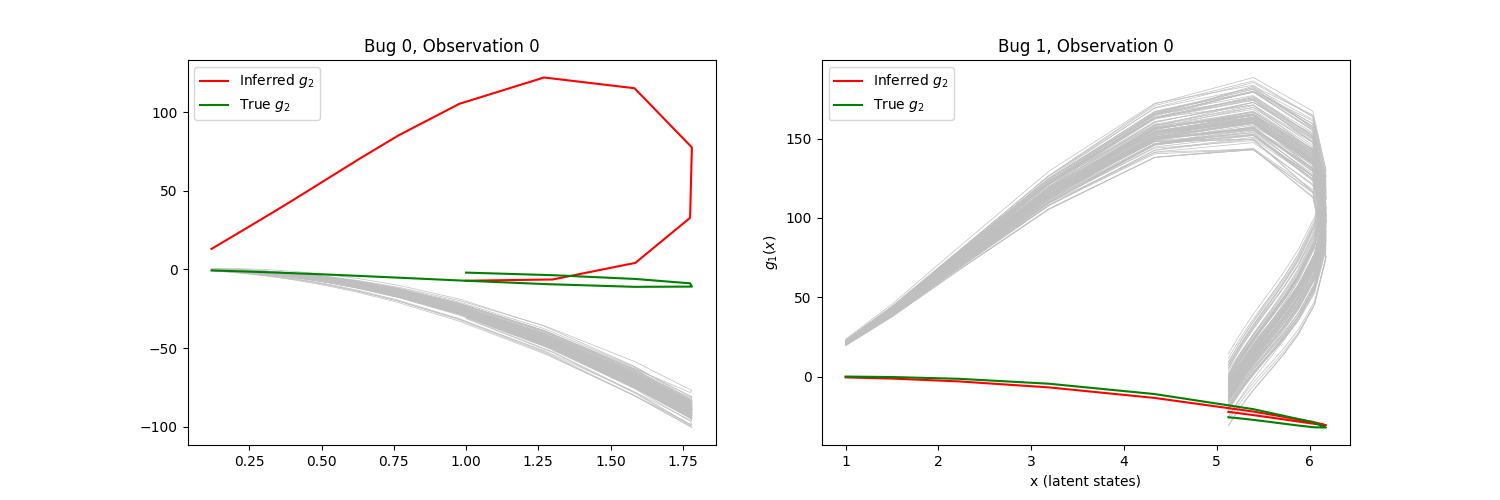 Bug 0, Observation 0
Inferred g₂
True g₂
100
50
0
−50
−100
0.25 0.50 0.75 1.00 1.25 1.50 1.75
Bug 1, Observation 0
Inferred g₂
True g₂
g₁(x)
150
100
50
0
1 2 3 4 5 6
x (latent states)